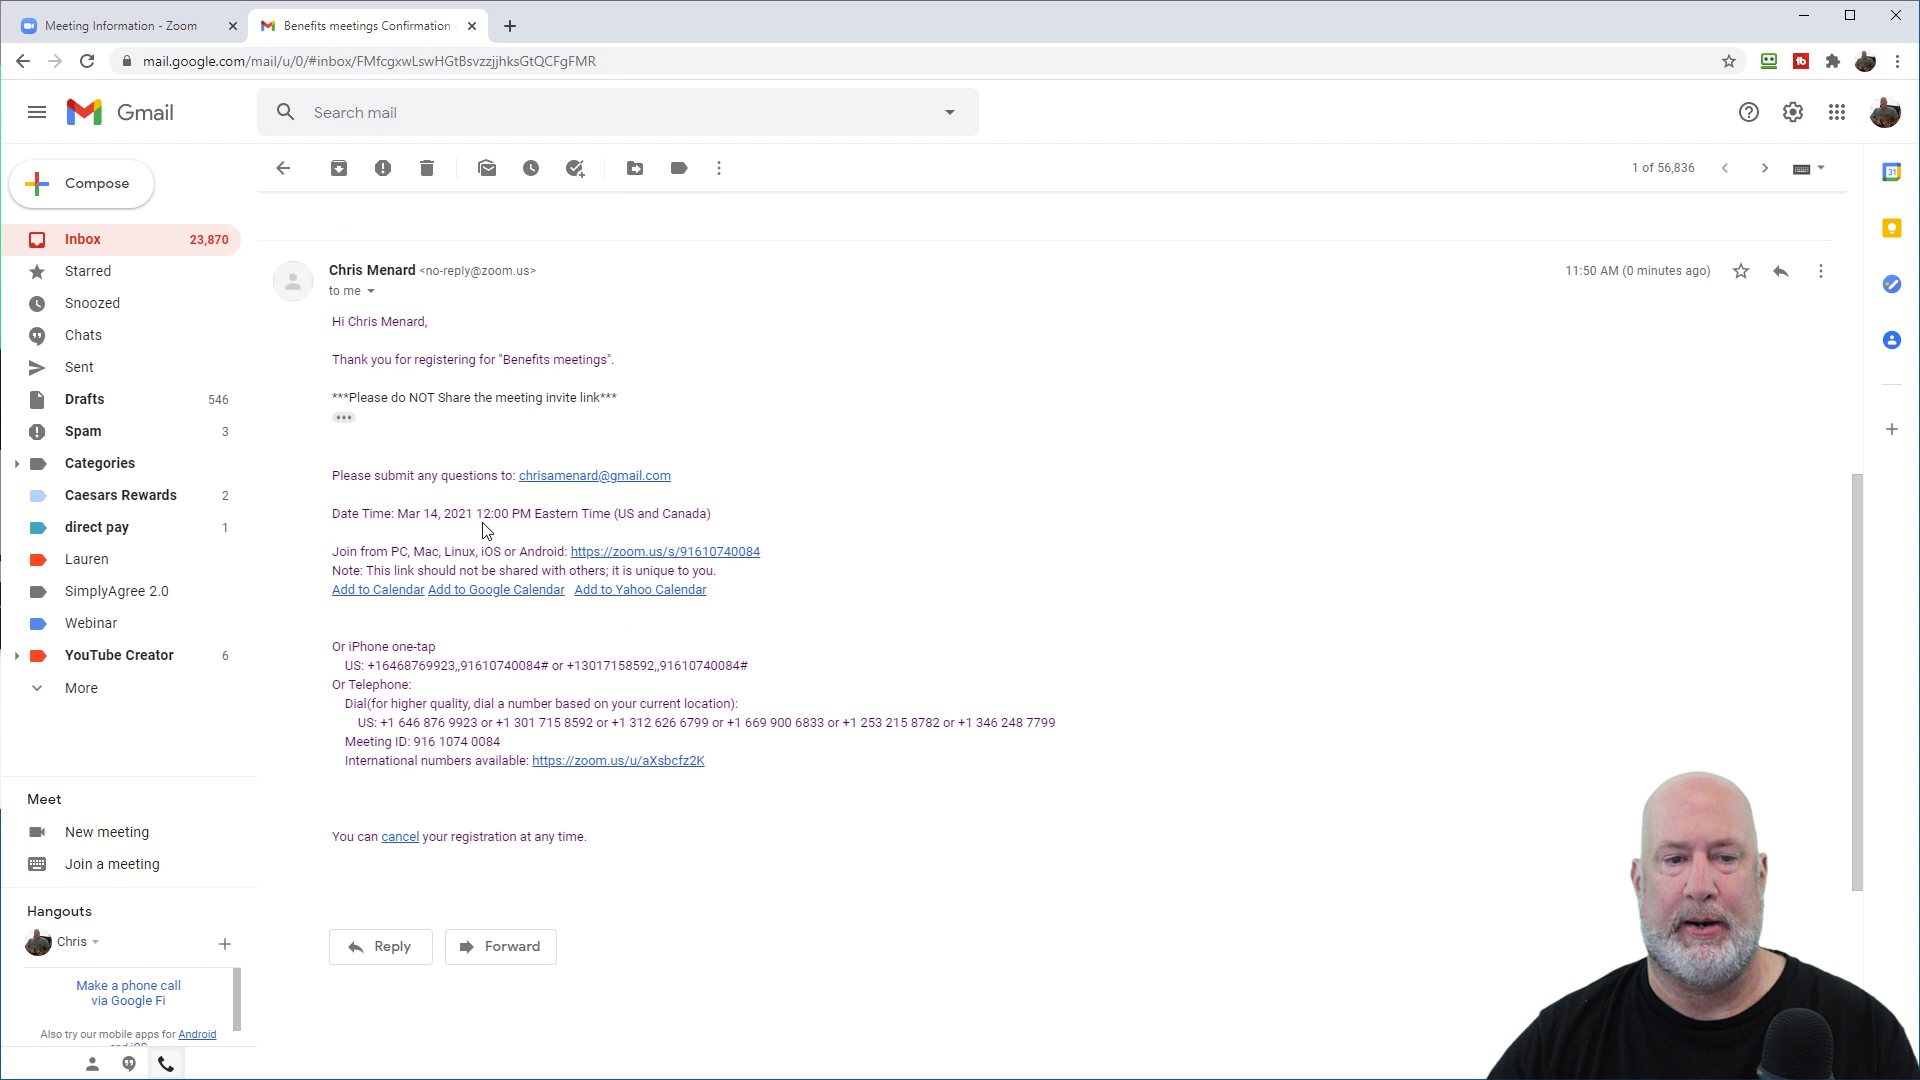 Meeting Information - Zoom
Benefits meetings Confirmation -
mail.google.com/mail/u/0/#inbox/FMfcgxwLswHGtBsvzzjjhksGtQCFgFMR
Gmail
Search mail
Compose
1 of 56,836
31
Inbox 23,870
Starred
Snoozed
Chats
Sent
Drafts 546
Spam 3
Categories
Caesars Rewards 2
direct pay 1
Lauren
SimplyAgree 2.0
Webinar
YouTube Creator 6
More
Meet
New meeting
Join a meeting
Hangouts
Chris
Make a phone call
via Google Fi
Also try our mobile apps for Android
and iOS
Chris Menard <no-reply@zoom.us>
11:50 AM (0 minutes ago)
to me
Hi Chris Menard,
Thank you for registering for "Benefits meetings".
***Please do NOT Share the meeting invite link***
Please submit any questions to: chrisamenard@gmail.com
Date Time: Mar 14, 2021 12:00 PM Eastern Time (US and Canada)
Join from PC, Mac, Linux, iOS or Android: https://zoom.us/s/91610740084
Note: This link should not be shared with others; it is unique to you.
Add to Calendar Add to Google Calendar Add to Yahoo Calendar
Or iPhone one-tap
US: +16468769923,,91610740084# or +13017158592,,91610740084#
Or Telephone:
Dial(for higher quality, dial a number based on your current location):
US: +1 646 876 9923 or +1 301 715 8592 or +1 312 626 6799 or +1 669 900 6833 or +1 253 215 8782 or +1 346 248 7799
Meeting ID: 916 1074 0084
International numbers available: https://zoom.us/u/aXsbcfz2K
You can cancel your registration at any time.
Reply
Forward